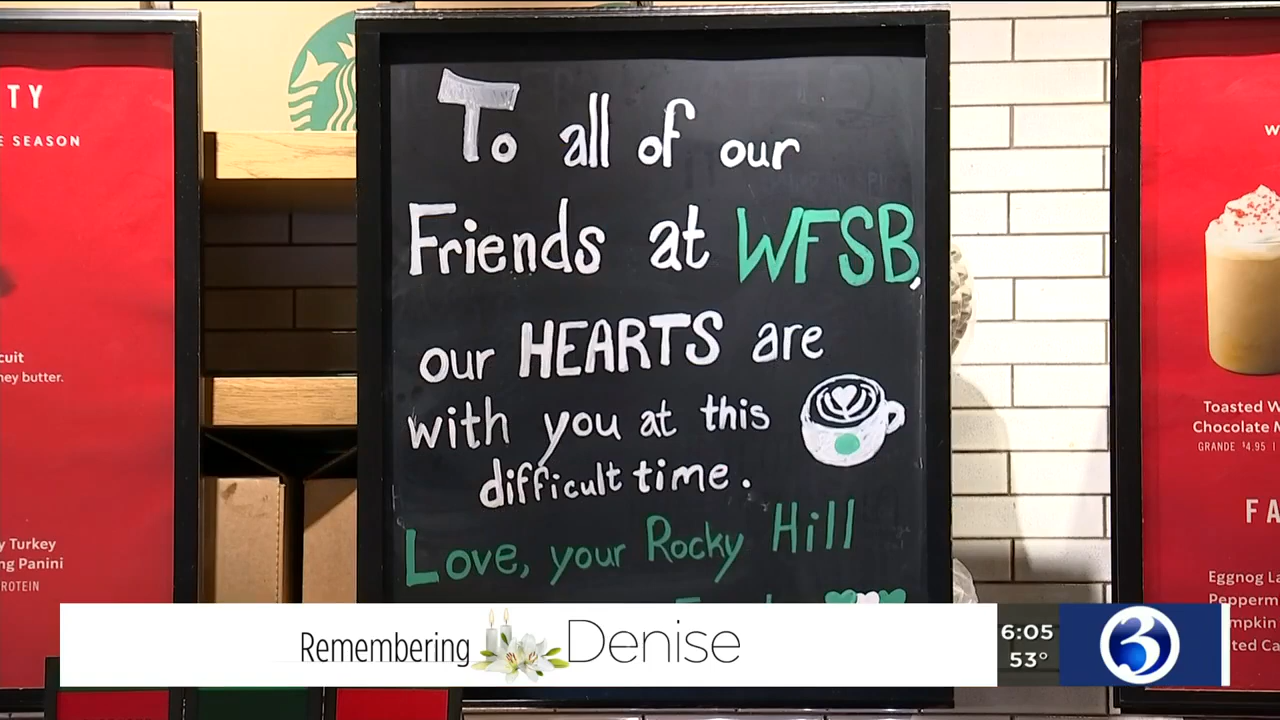 TY
E SEASON
cuit
ney butter.
y Turkey
ng Panini
ROTEIN
To all of our
Friends at WFSB,
our HEARTS are
with you at this
difficult time.
Love, your Rocky Hill
W
Toasted W
Chocolate M
GRANDE $4.95 |
FA
Eggnog La
Pepperm
mpkin
ted Ca
Remembering Denise
6:05
53°
3